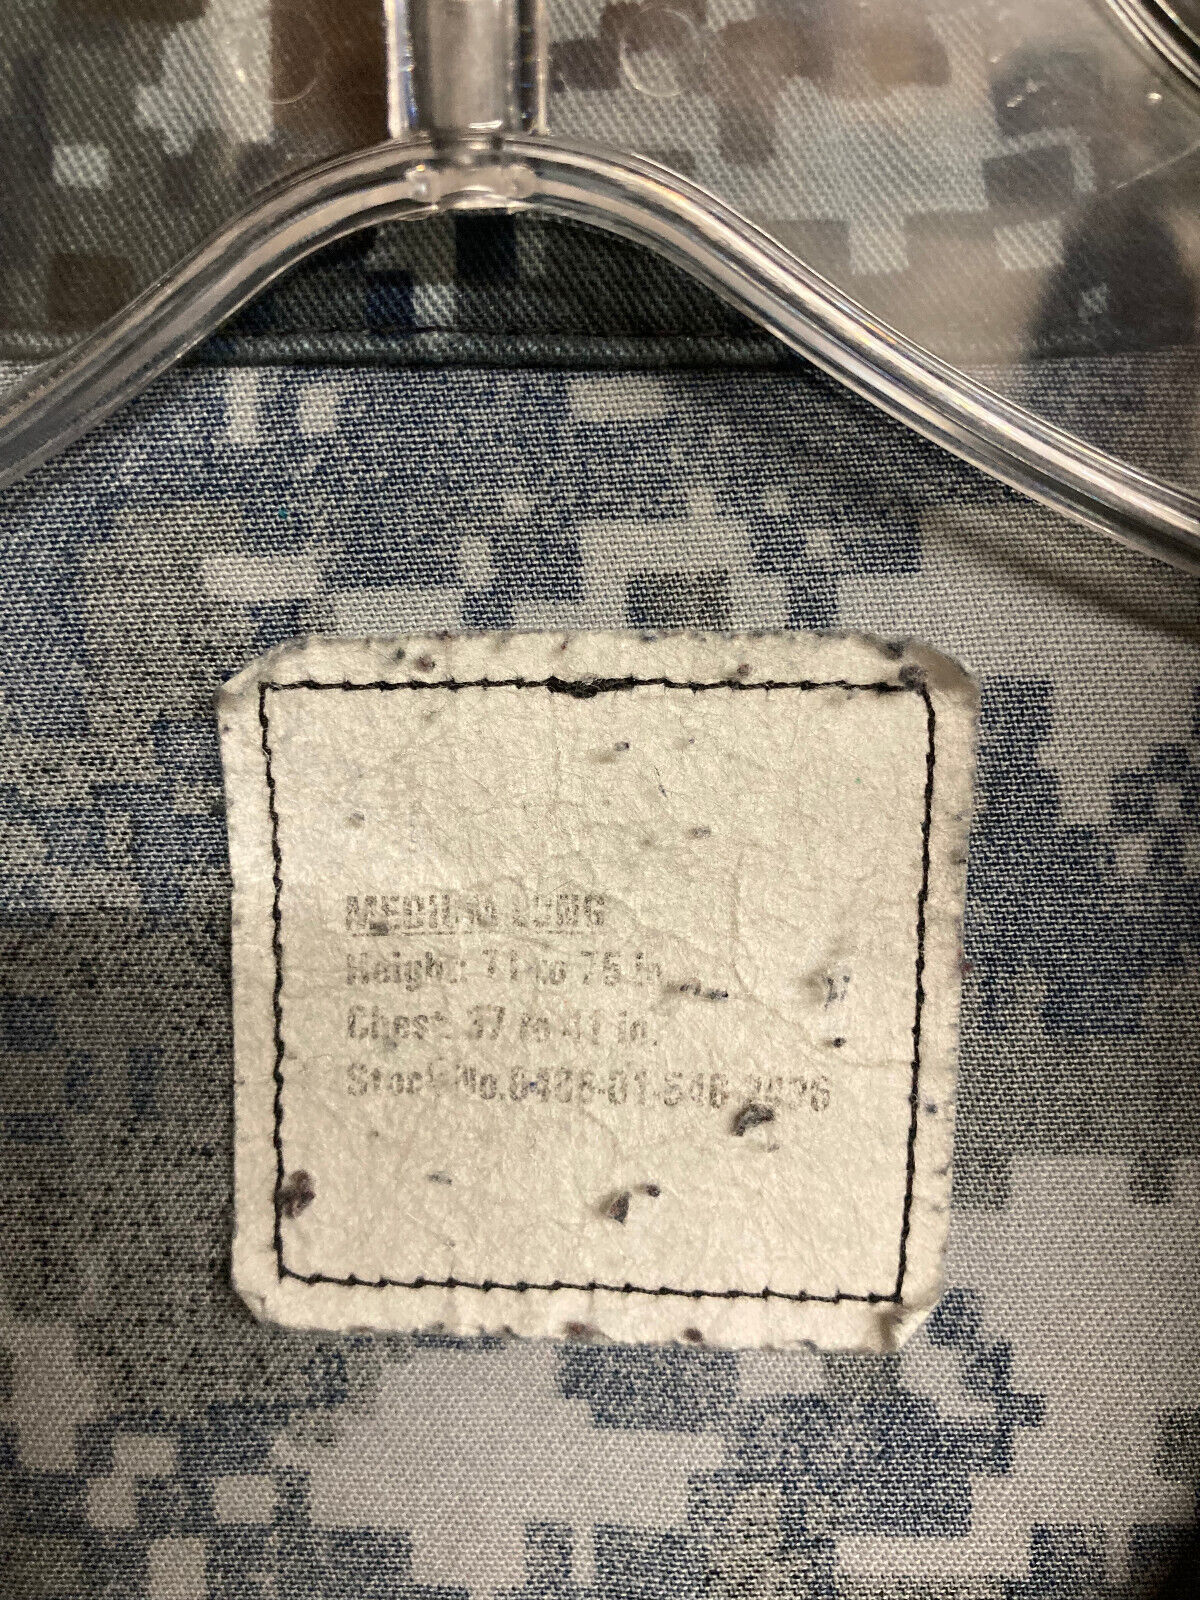 MEDIUM LONG
Height: 71 to 75 in.
Chest: 37 to 41 in.
Stock No.